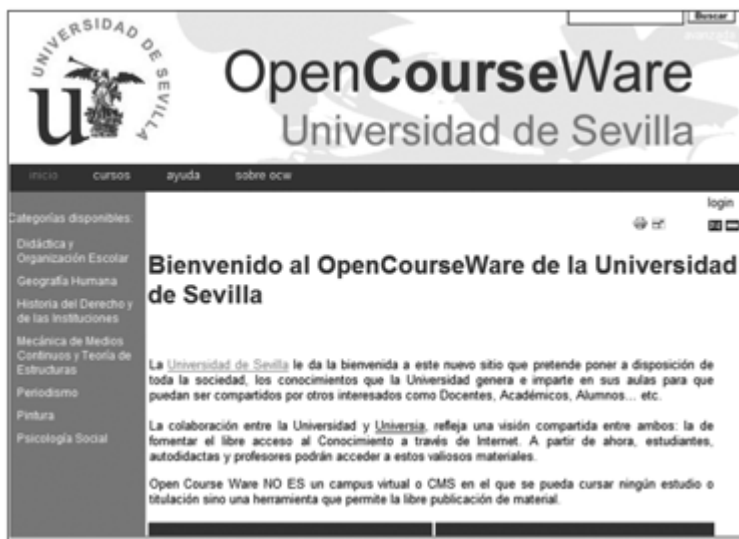 UNIVERSIDAD DE SEVILLA
Buscar
avanzada
OpenCourseWare
Universidad de Sevilla
inicio cursos ayuda sobre ocw
login
Categorías disponibles:
Didáctica y
Organización Escolar
Geografía Humana
Historia del Derecho y
de las Instituciones
Mecánica de Medios
Continuos y Teoría de
Estructuras
Periodismo
Pintura
Psicología Social
Bienvenido al OpenCourseWare de la Universidad
de Sevilla
La Universidad de Sevilla le da la bienvenida a este nuevo sitio que pretende poner a disposición de
toda la sociedad, los conocimientos que la Universidad genera e imparte en sus aulas para que
puedan ser compartidos por otros interesados como Docentes, Académicos, Alumnos... etc.
La colaboración entre la Universidad y Universia, refleja una visión compartida entre ambos: la de
fomentar el libre acceso al Conocimiento a través de Internet. A partir de ahora, estudiantes,
autodidactas y profesores podrán acceder a estos valiosos materiales.
Open Course Ware NO ES un campus virtual o CMS en el que se pueda cursar ningún estudio o
titulación sino una herramienta que permite la libre publicación de material.